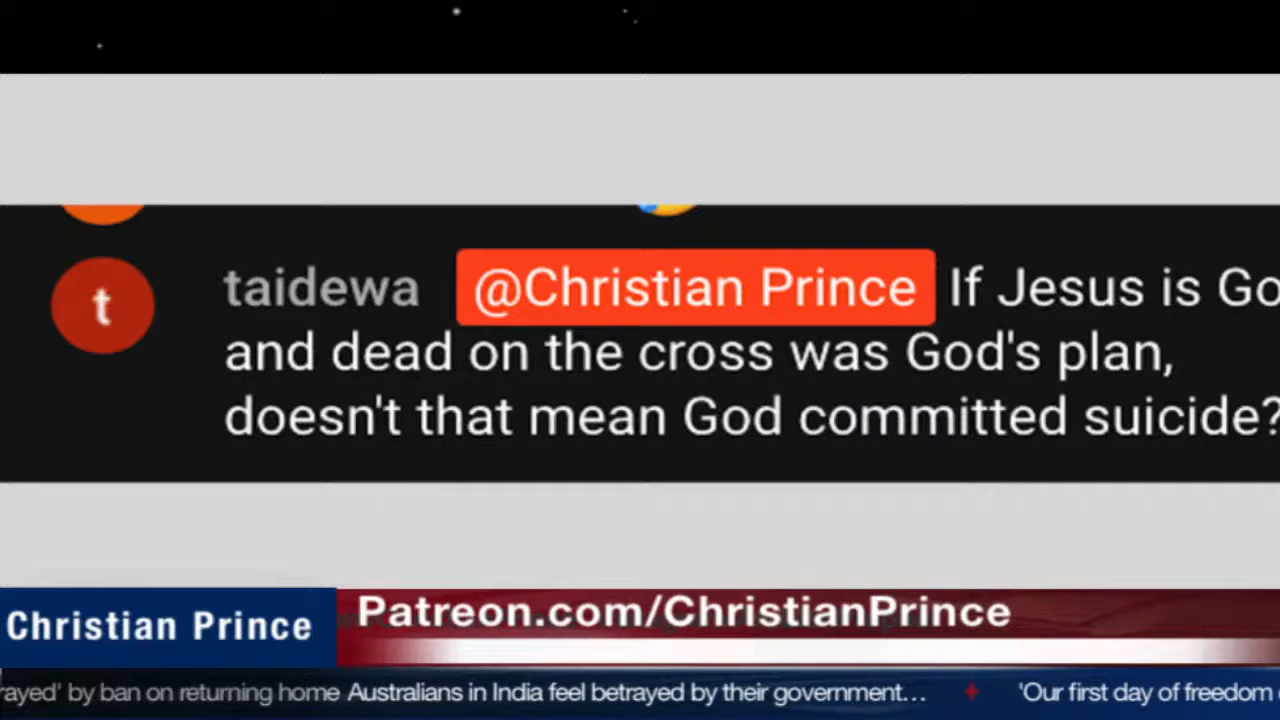 t
taidewa @Christian Prince If Jesus is Go
and dead on the cross was God's plan,
doesn't that mean God committed suicide?
Christian Prince
Patreon.com/ChristianPrince
rayed' by ban on returning home Australians in India feel betrayed by their government... 'Our first day of freedom